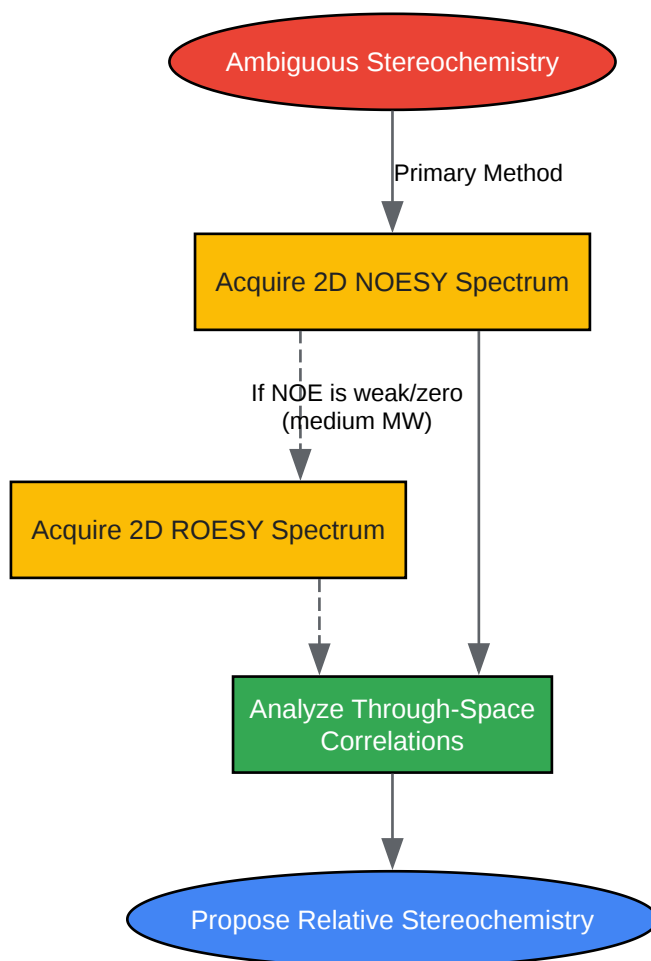 Ambiguous Stereochemistry
Primary Method
Acquire 2D NOESY Spectrum
If NOE is weak/zero
(medium MW)
Acquire 2D ROESY Spectrum
Analyze Through-Space
Correlations
Propose Relative Stereochemistry